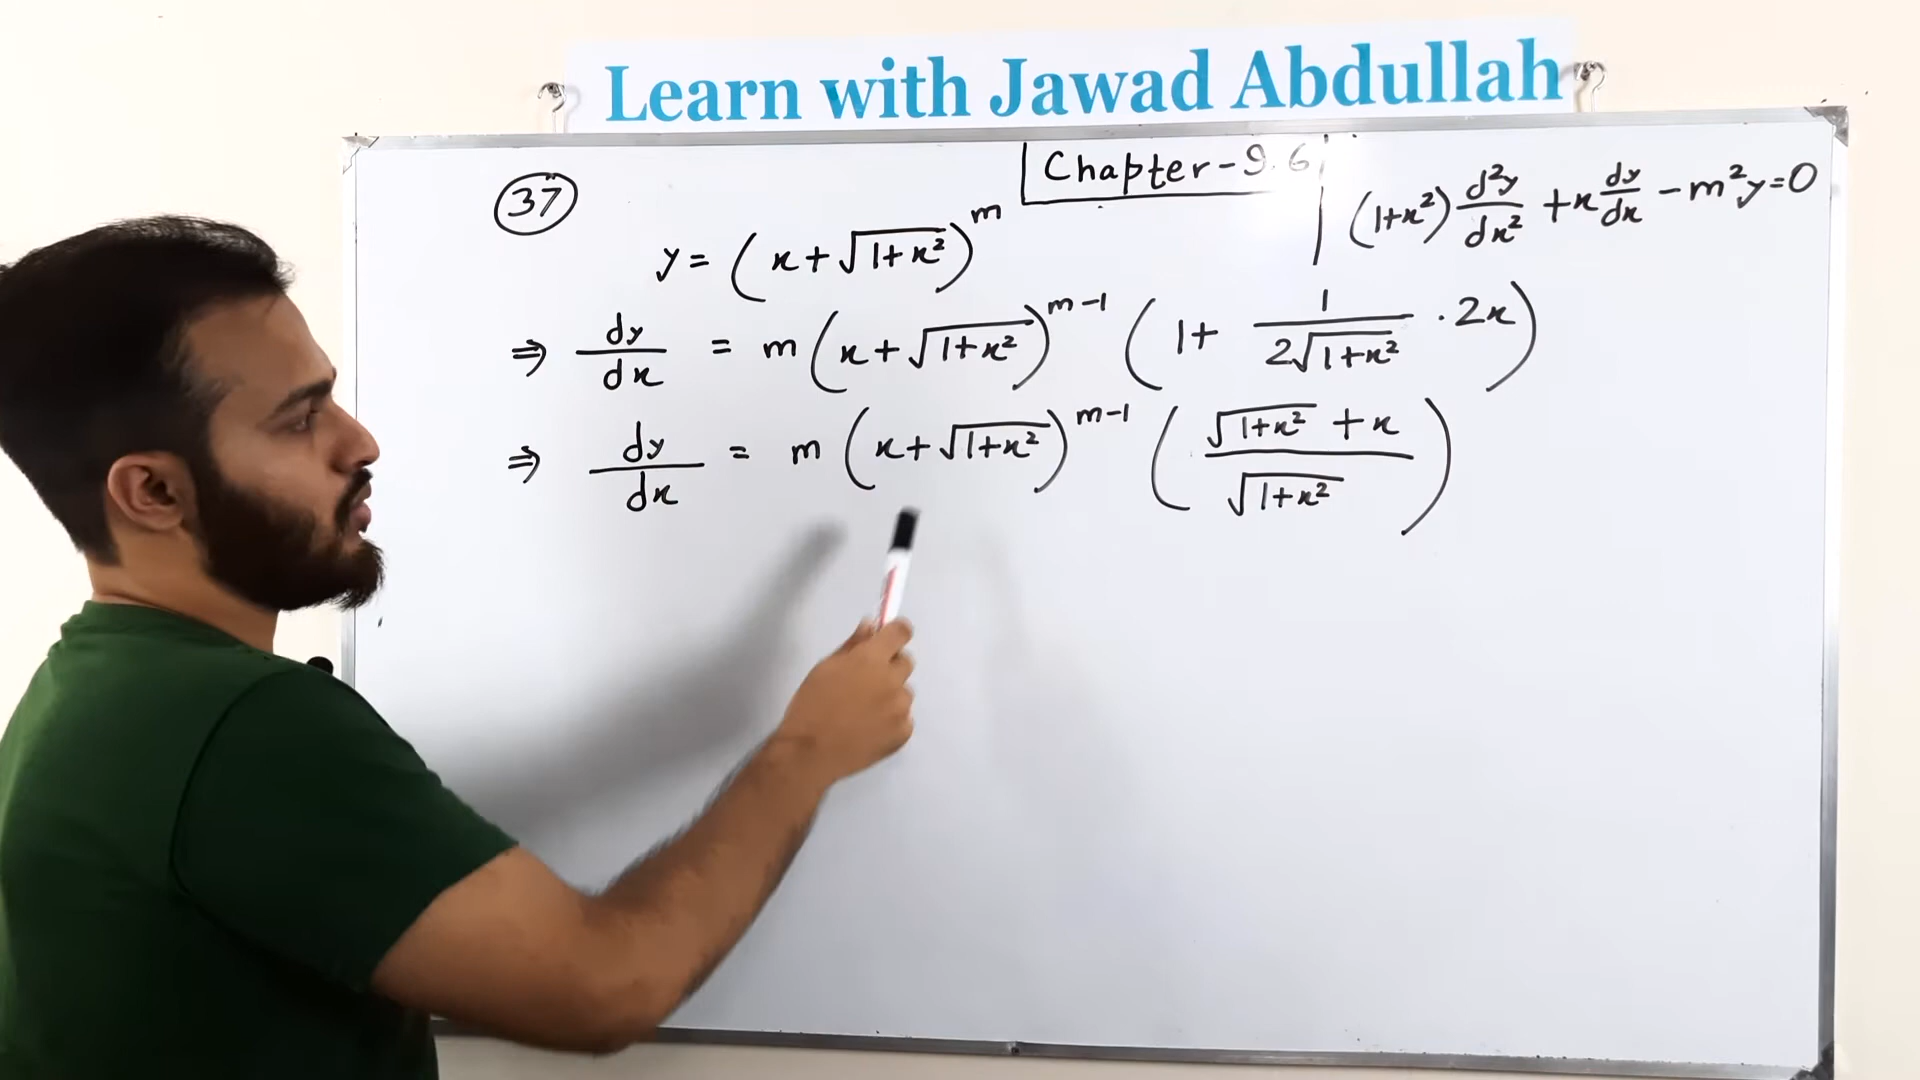 Learn with Jawad Abdullah
Chapter-9.6
(1+x²) d²y/dx² + x dy/dx - m²y=0
37
y = (x+√(1+x²))^m
⇒ dy/dx = m(x+√(1+x²))^(m-1) (1+ 1/(2√(1+x²)) . 2x)
⇒ dy/dx = m(x+√(1+x²))^(m-1) ((√(1+x²) + x)/√(1+x²))